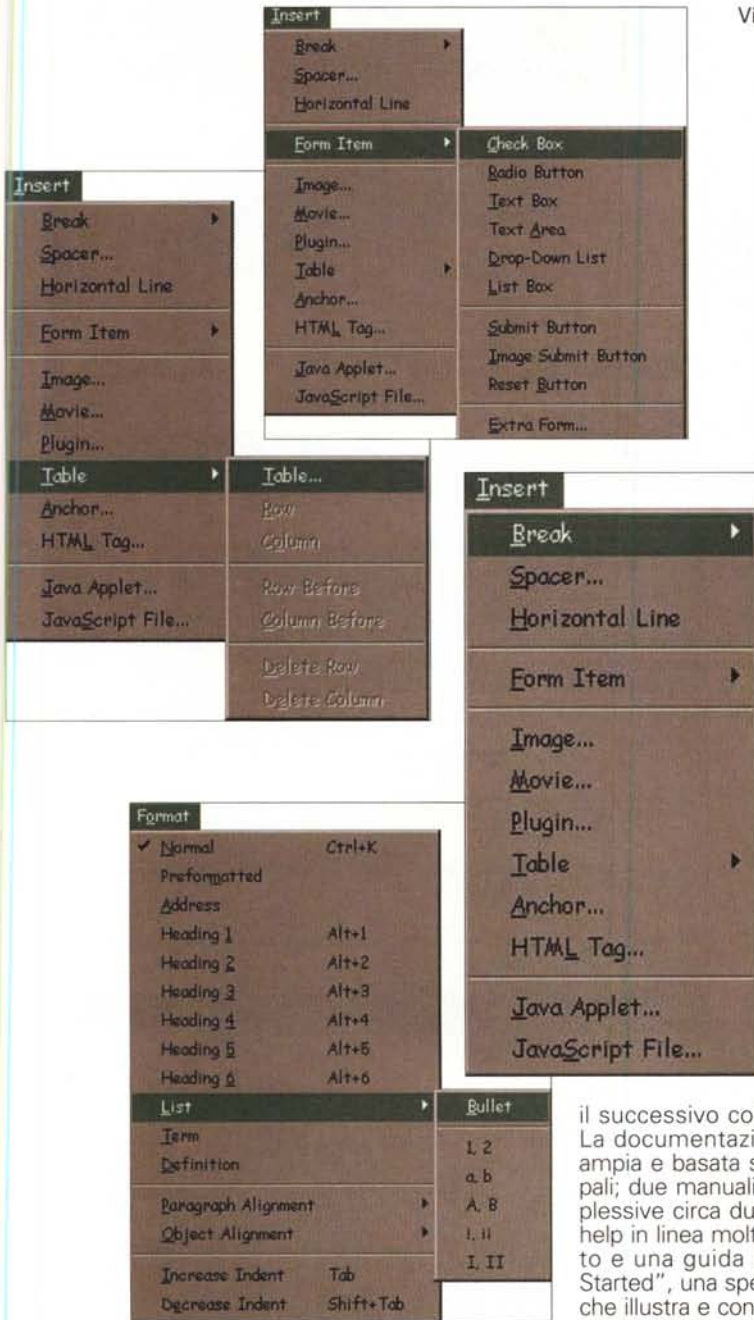 Vi
Insert
Break
Spacer...
Horizontal Line
Form Item
Image...
Movie...
Plugin...
Table
Anchor...
HTML Tag...
Java Applet...
JavaScript File...
Check Box
Radio Button
Text Box
Text Area
Drop-Down List
List Box
Submit Button
Image Submit Button
Reset Button
Extra Form...
Insert
Break
Spacer...
Horizontal Line
Form Item
Image...
Movie...
Plugin...
Table
Anchor...
HTML Tag...
Java Applet...
JavaScript File...
Table...
Row
Column
Row Before
Column Before
Delete Row
Delete Column
Insert
Break
Spacer...
Horizontal Line
Form Item
Image...
Movie...
Plugin...
Table
Anchor...
HTML Tag...
Java Applet...
JavaScript File...
Format
Normal Ctrl+K
Preformatted
Address
Heading 1 Alt+1
Heading 2 Alt+2
Heading 3 Alt+3
Heading 4 Alt+4
Heading 5 Alt+5
Heading 6 Alt+6
List
Term
Definition
Paragraph Alignment
Object Alignment
Increase Indent Tab
Decrease Indent Shift+Tab
Bullet
1, 2
a, b
A, B
i, ii
I, II
il successivo co
La documentazi
ampia e basata s
pali; due manuali
plessive circa du
help in linea molt
to e una guida
Started", una spe
che illustra e con